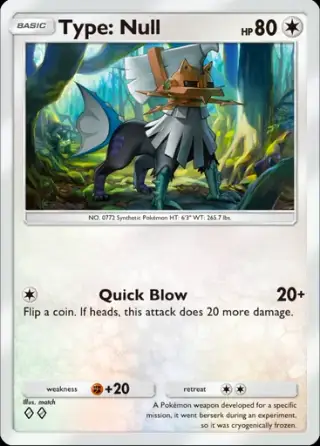 BASIC Type: Null HP 80
NO. 0772 Synthetic Pokémon HT: 6'3" WT: 265.7 lbs.
Quick Blow 20+
Flip a coin. If heads, this attack does 20 more damage.
weakness +20 retreat
Illus. match
A Pokémon weapon developed for a
specific mission, it went berserk during an
experiment, so it was cryogenically frozen.